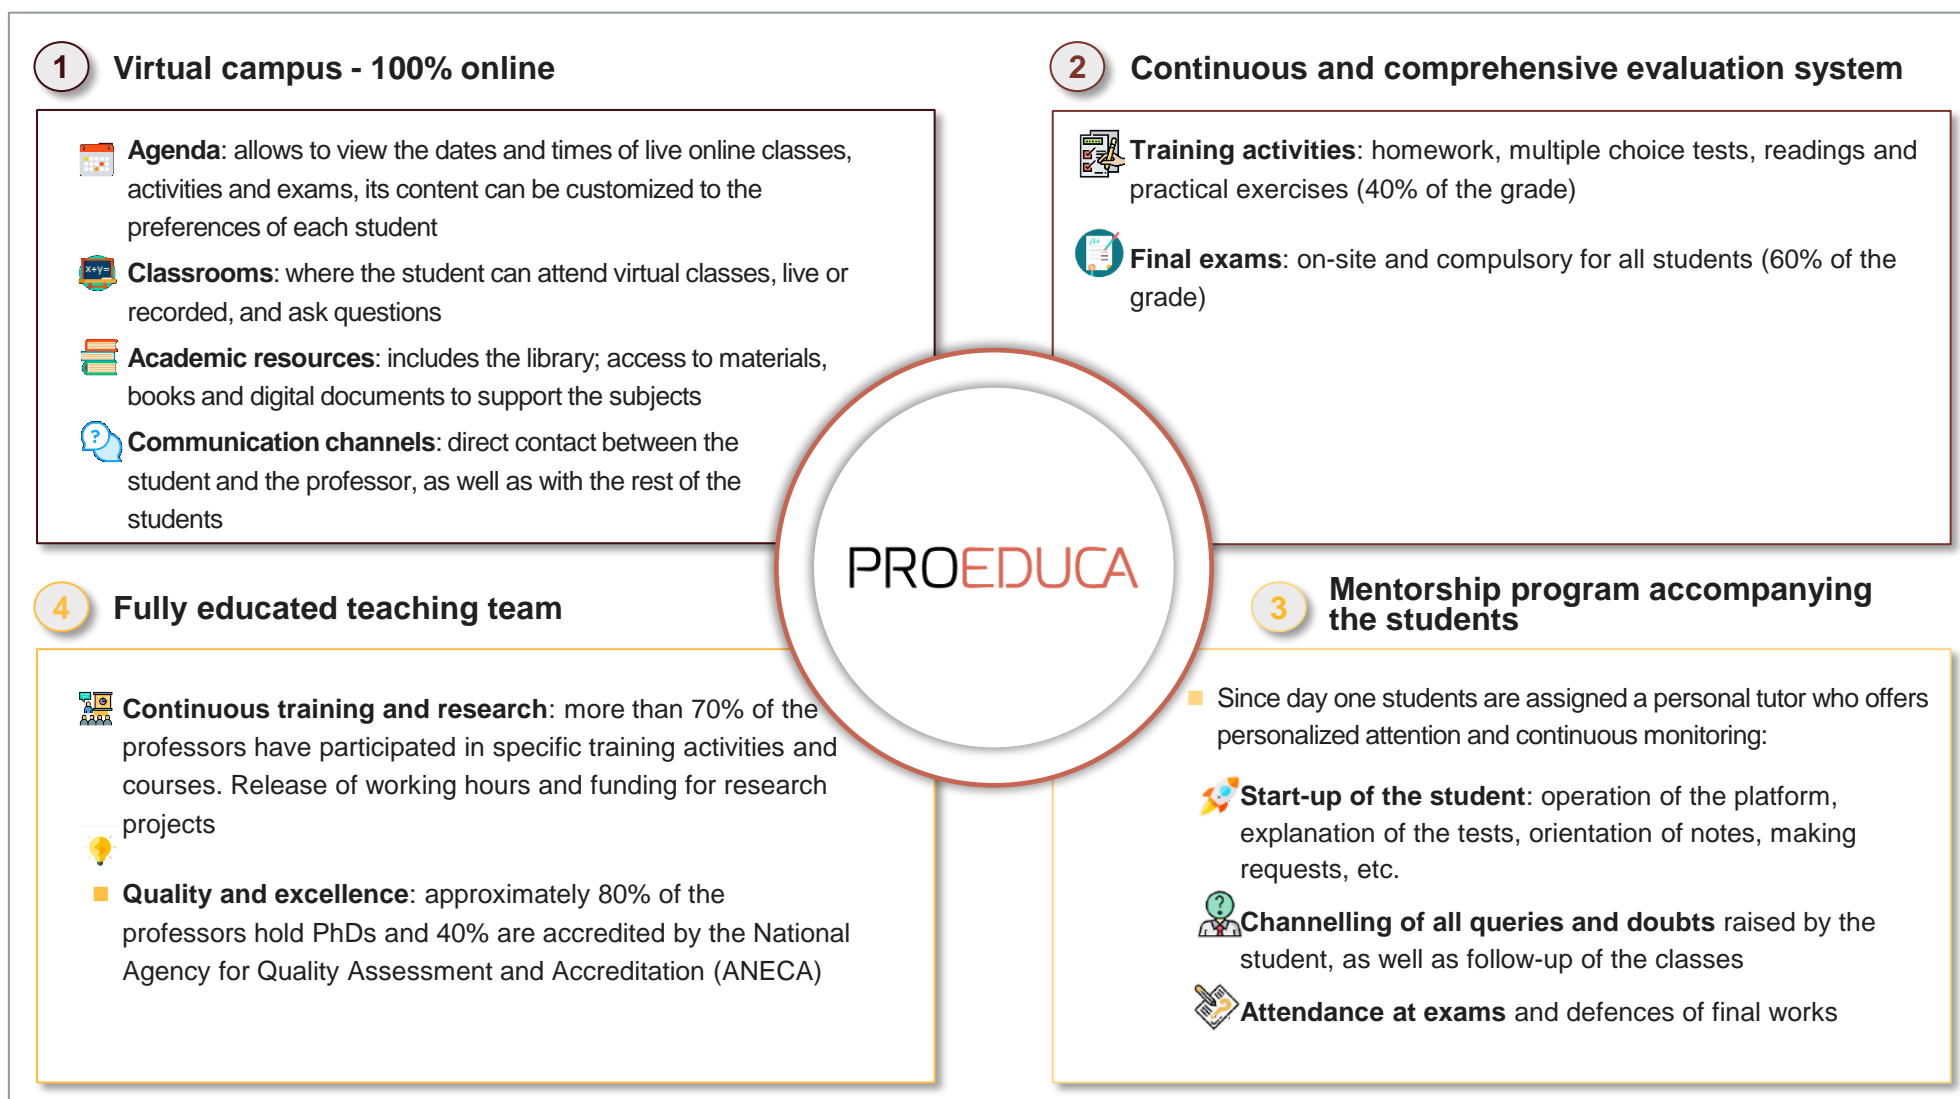 1
Virtual campus - 100% online
Agenda: allows to view the dates and times of live online classes,
activities and exams, its content can be customized to the
preferences of each student
x+y=
Classrooms: where the student can attend virtual classes, live or
recorded, and ask questions
Academic resources: includes the library; access to materials,
books and digital documents to support the subjects
?
Communication channels: direct contact between the
student and the professor, as well as with the rest of the
students
2
Continuous and comprehensive evaluation system
Training activities: homework, multiple choice tests, readings and
practical exercises (40% of the grade)
A+
Final exams: on-site and compulsory for all students (60% of the
grade)
PROEDUCA
4
Fully educated teaching team
Continuous training and research: more than 70% of the
professors have participated in specific training activities and
courses. Release of working hours and funding for research
projects
Quality and excellence: approximately 80% of the
professors hold PhDs and 40% are accredited by the National
Agency for Quality Assessment and Accreditation (ANECA)
3
Mentorship program accompanying
the students
Since day one students are assigned a personal tutor who offers
personalized attention and continuous monitoring:
Start-up of the student: operation of the platform,
explanation of the tests, orientation of notes, making
requests, etc.
?
Channelling of all queries and doubts raised by the
student, as well as follow-up of the classes
?
Attendance at exams and defences of final works